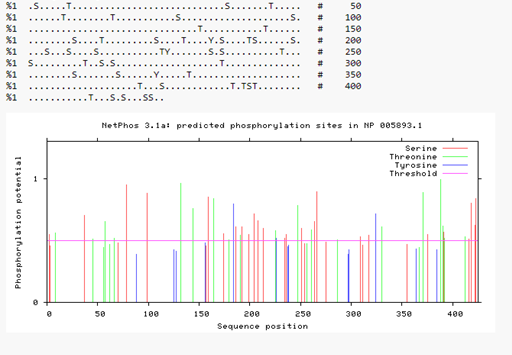 %1 .S.....T...............................S........T..... # 50
%1 .......T..........T.............S.......................S. # 100
%1 ....................................T.............T...... # 150
%1 .........S....T...........T.....S....T....Y.S......TS.......S. # 200
%1 ...S....S....S.............TY........S.S...........T... # 250
%1 S..........T..S.S......................T............... # 300
%1 .........S........S.......Y......T..................... # 350
%1 ......................T....S.............T.TST........ # 400
%1 ............T...S.S...SS..
NetPhos 3.1a: predicted phosphorylation sites in NP 005893.1
Serine
Threonine
Tyrosine
Threshold
Phosphorylation potential
1
0
0 50 100 150 200 250 300 350 400
Sequence position